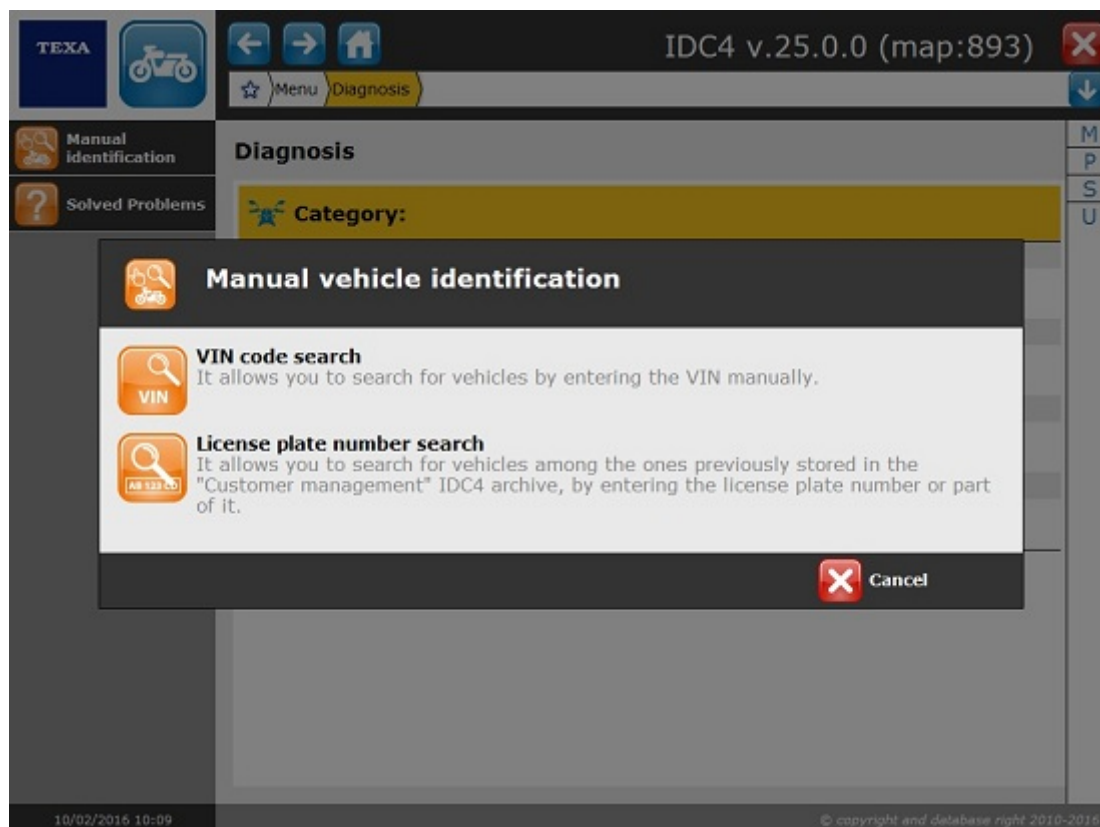 TEXA
IDC4 v.25.0.0 (map:893)
Menu
Diagnosis
Manual
identification
Solved Problems
Diagnosis
Category:
M
P
S
U
Manual vehicle identification
VIN
VIN code search
It allows you to search for vehicles by entering the VIN manually.
AB 123 CD
License plate number search
It allows you to search for vehicles among the ones previously stored in the
"Customer management" IDC4 archive, by entering the license plate number or part
of it.
Cancel
10/02/2016 10:09
© copyright and database right 2010-2016